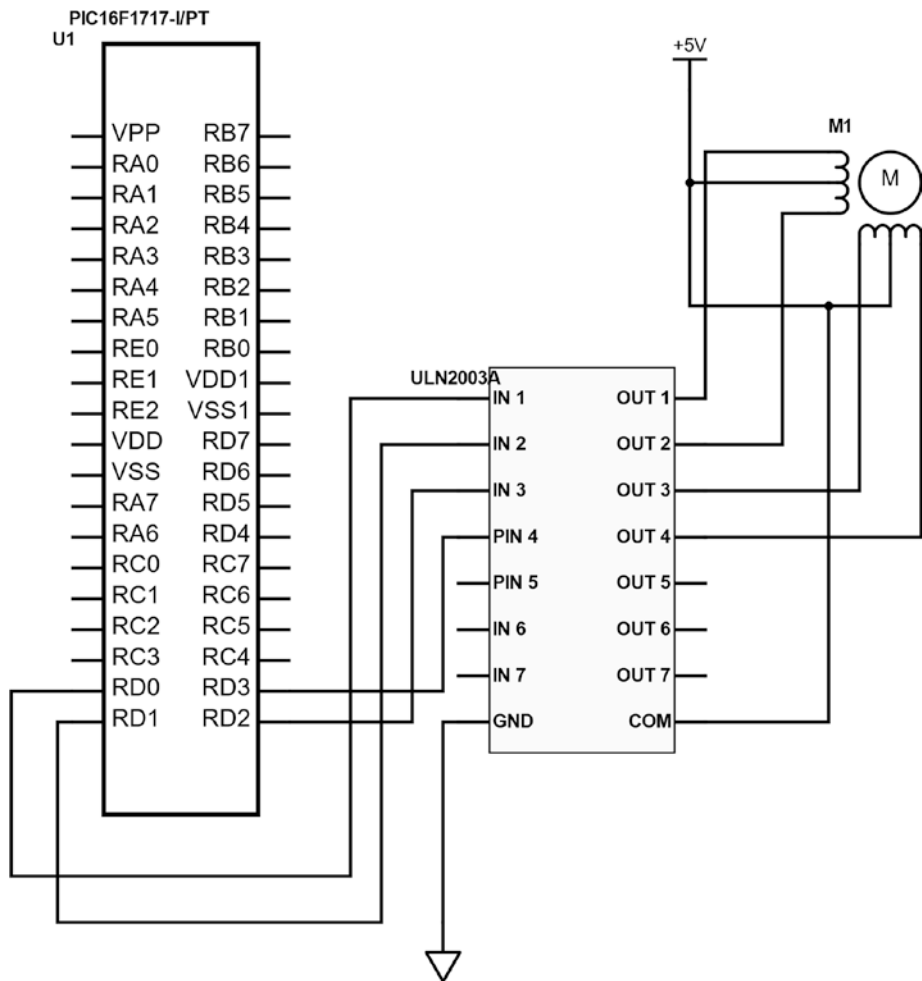 PIC16F1717-I/PT
U1
+5V
M1
M
VPP RB7
RA0 RB6
RA1 RB5
RA2 RB4
RA3 RB3
RA4 RB2
RA5 RB1
RE0 RB0
RE1 VDD1
RE2 VSS1
VDD RD7
VSS RD6
RA7 RD5
RA6 RD4
RC0 RC7
RC1 RC6
RC2 RC5
RC3 RC4
RD0 RD3
RD1 RD2
ULN2003A
IN 1 OUT 1
IN 2 OUT 2
IN 3 OUT 3
PIN 4 OUT 4
PIN 5 OUT 5
IN 6 OUT 6
IN 7 OUT 7
GND COM